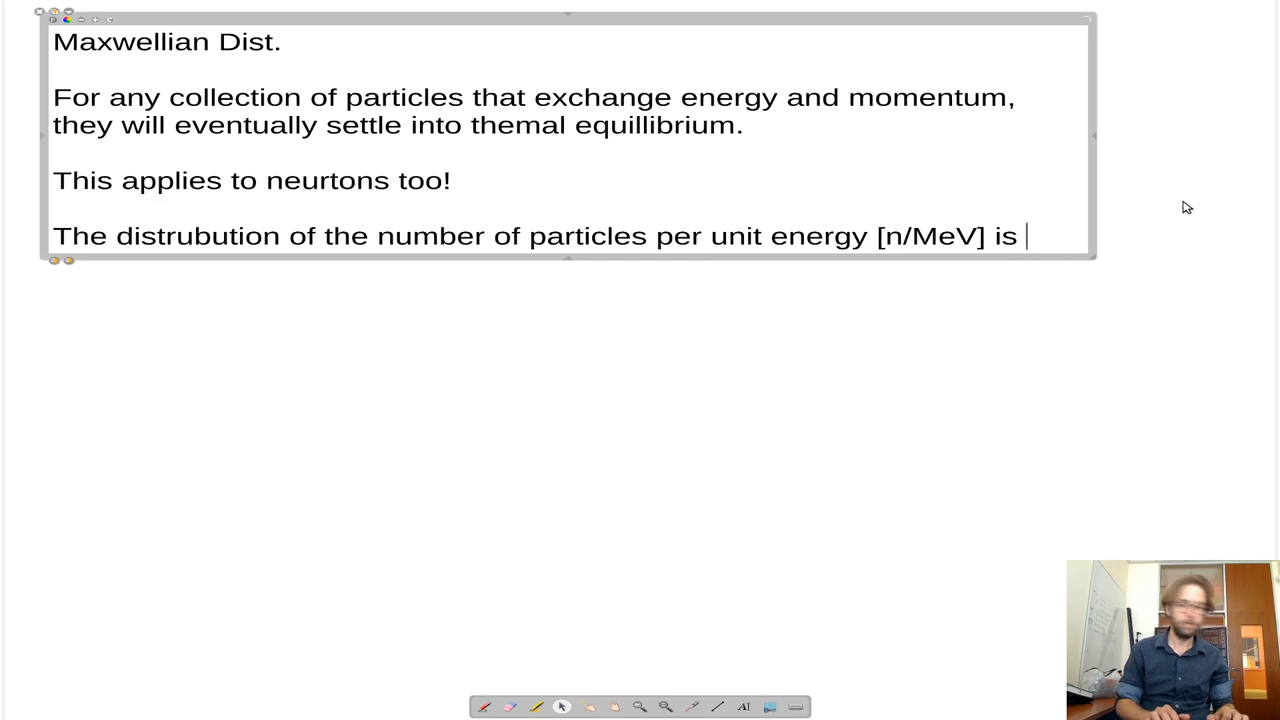 Maxwellian Dist.
For any collection of particles that exchange energy and momentum,
they will eventually settle into themal equillibrium.
This applies to neurtons too!
The distrubution of the number of particles per unit energy [n/MeV] is